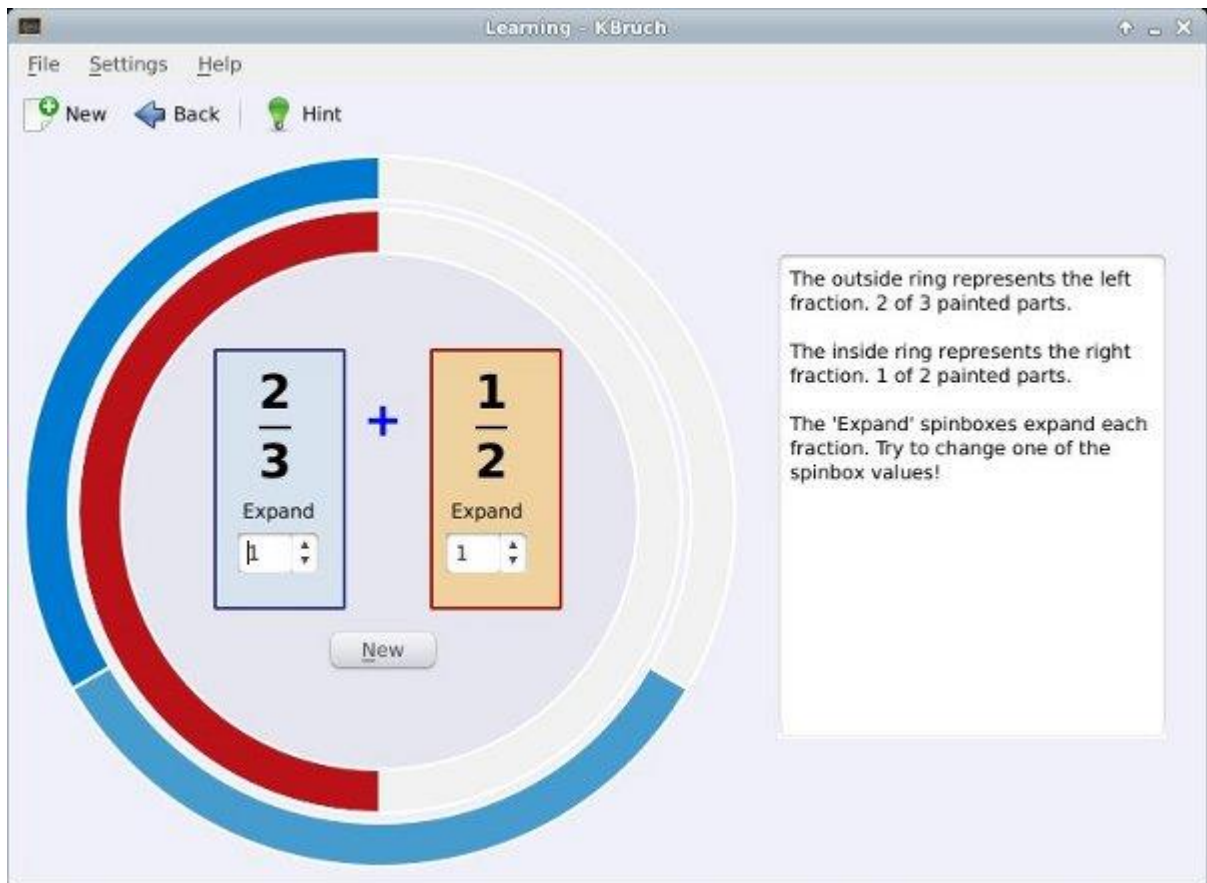 Learning - KBruch
File Settings Help
New Back Hint
2
3
+
1
2
Expand
1
Expand
1
New
The outside ring represents the left
fraction. 2 of 3 painted parts.
The inside ring represents the right
fraction. 1 of 2 painted parts.
The 'Expand' spinboxes expand each
fraction. Try to change one of the
spinbox values!